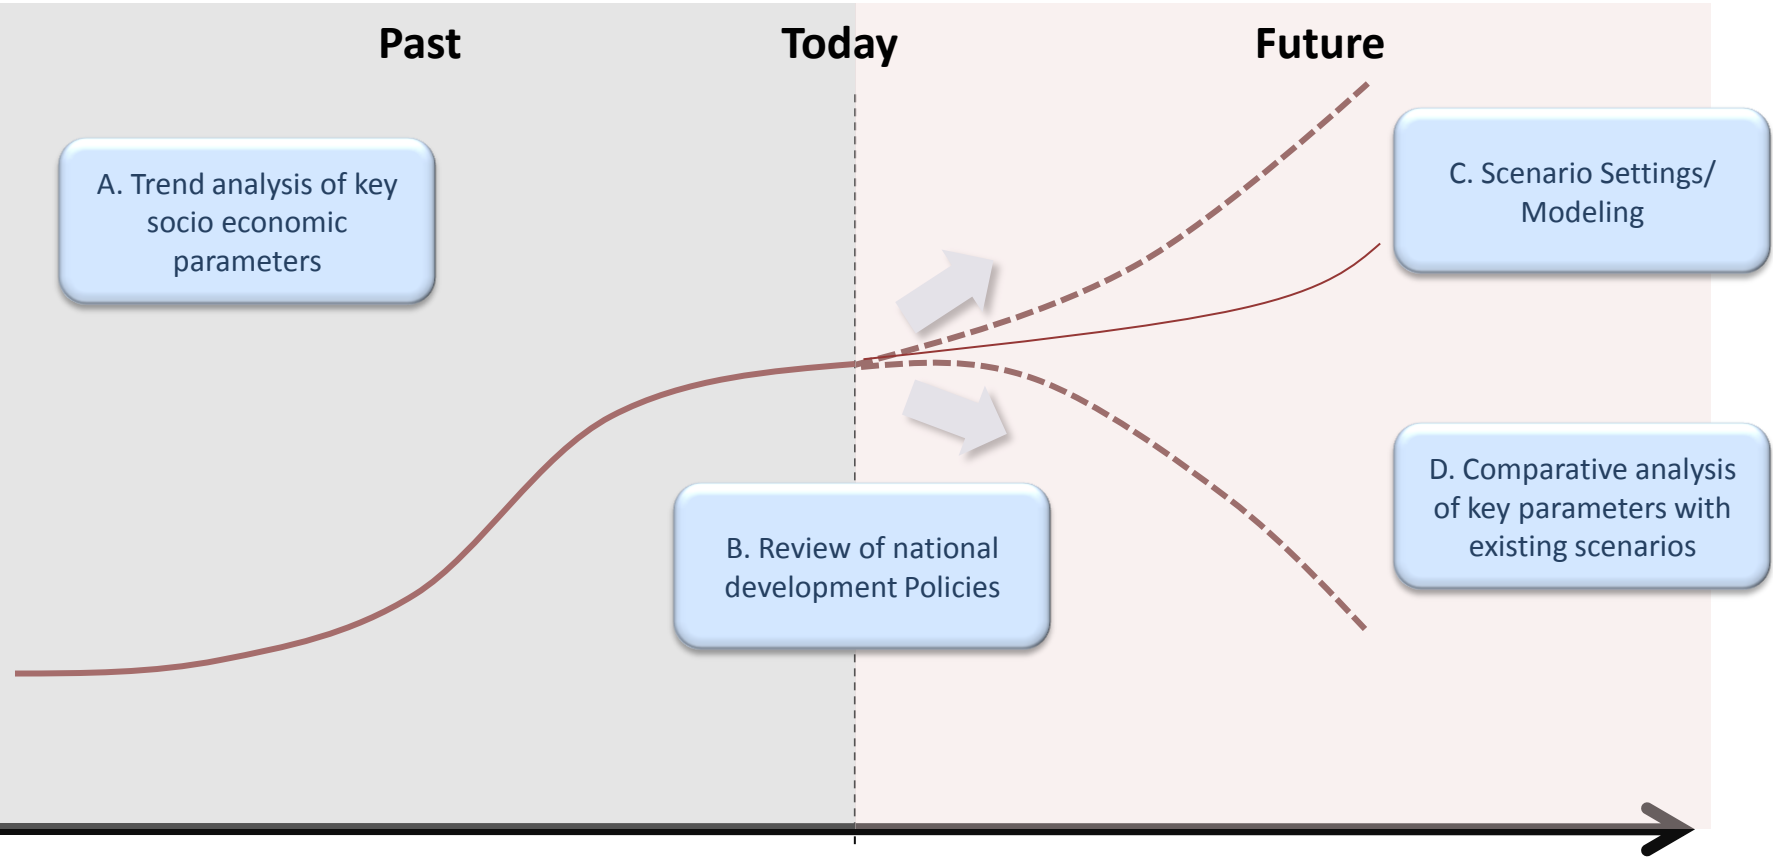 Past
Today
Future
A. Trend analysis of key
socio economic
parameters
B. Review of national
development Policies
C. Scenario Settings/
Modeling
D. Comparative analysis
of key parameters with
existing scenarios